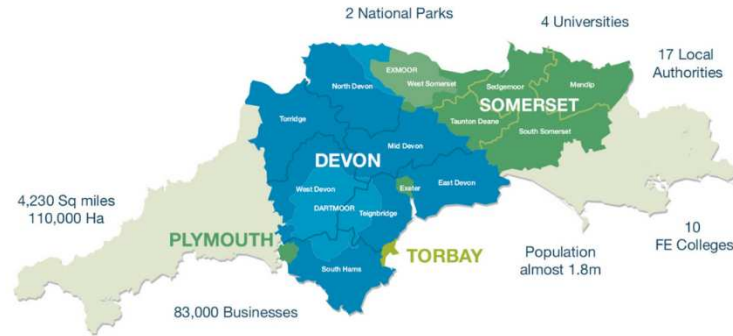 2 National Parks
4 Universities
17 Local
Authorities
EXMOOR
North Devon
West Somerset
Sedgemoor
Mendip
SOMERSET
Torridge
Taunton Deane
South Somerset
Mid Devon
DEVON
4,230 Sq miles
110,000 Ha
West Devon
Exeter
East Devon
DARTMOOR
Teignbridge
PLYMOUTH
TORBAY
South Hams
Population
almost 1.8m
10
FE Colleges
83,000 Businesses